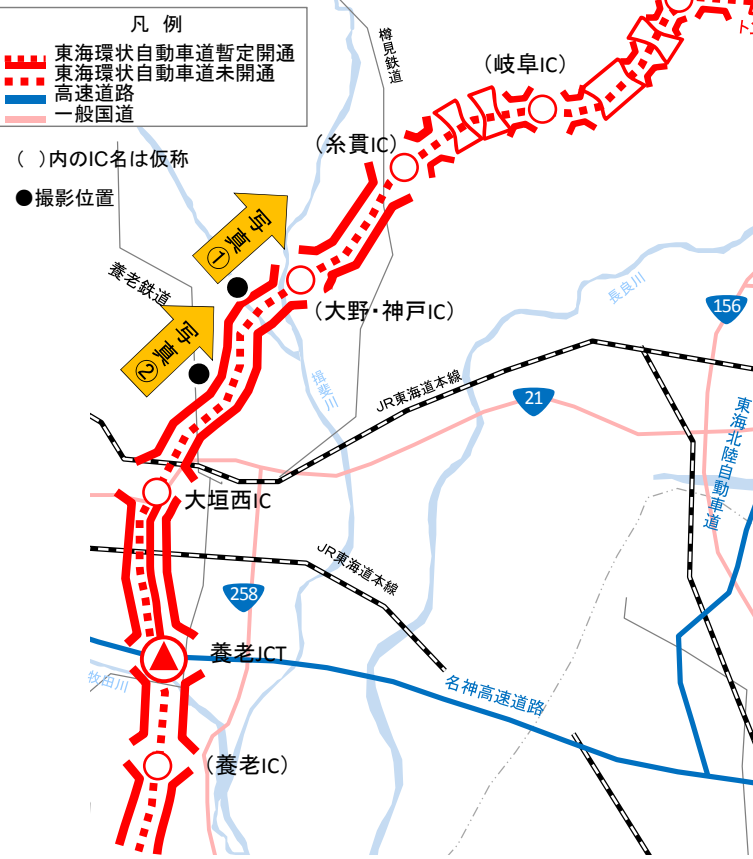 凡 例
東海環状自動車道暫定開通
東海環状自動車道未開通
高速道路
一般国道
( )内のIC名は仮称
●撮影位置
樽見鉄道
(岐阜IC)
(糸貫IC)
写真①
養老鉄道
(大野・神戸IC)
写真②
長良川
156
揖斐川
JR東海道本線
21
東海北陸自動車道
大垣西IC
JR東海道本線
258
養老JCT
牧田川
名神高速道路
(養老IC)